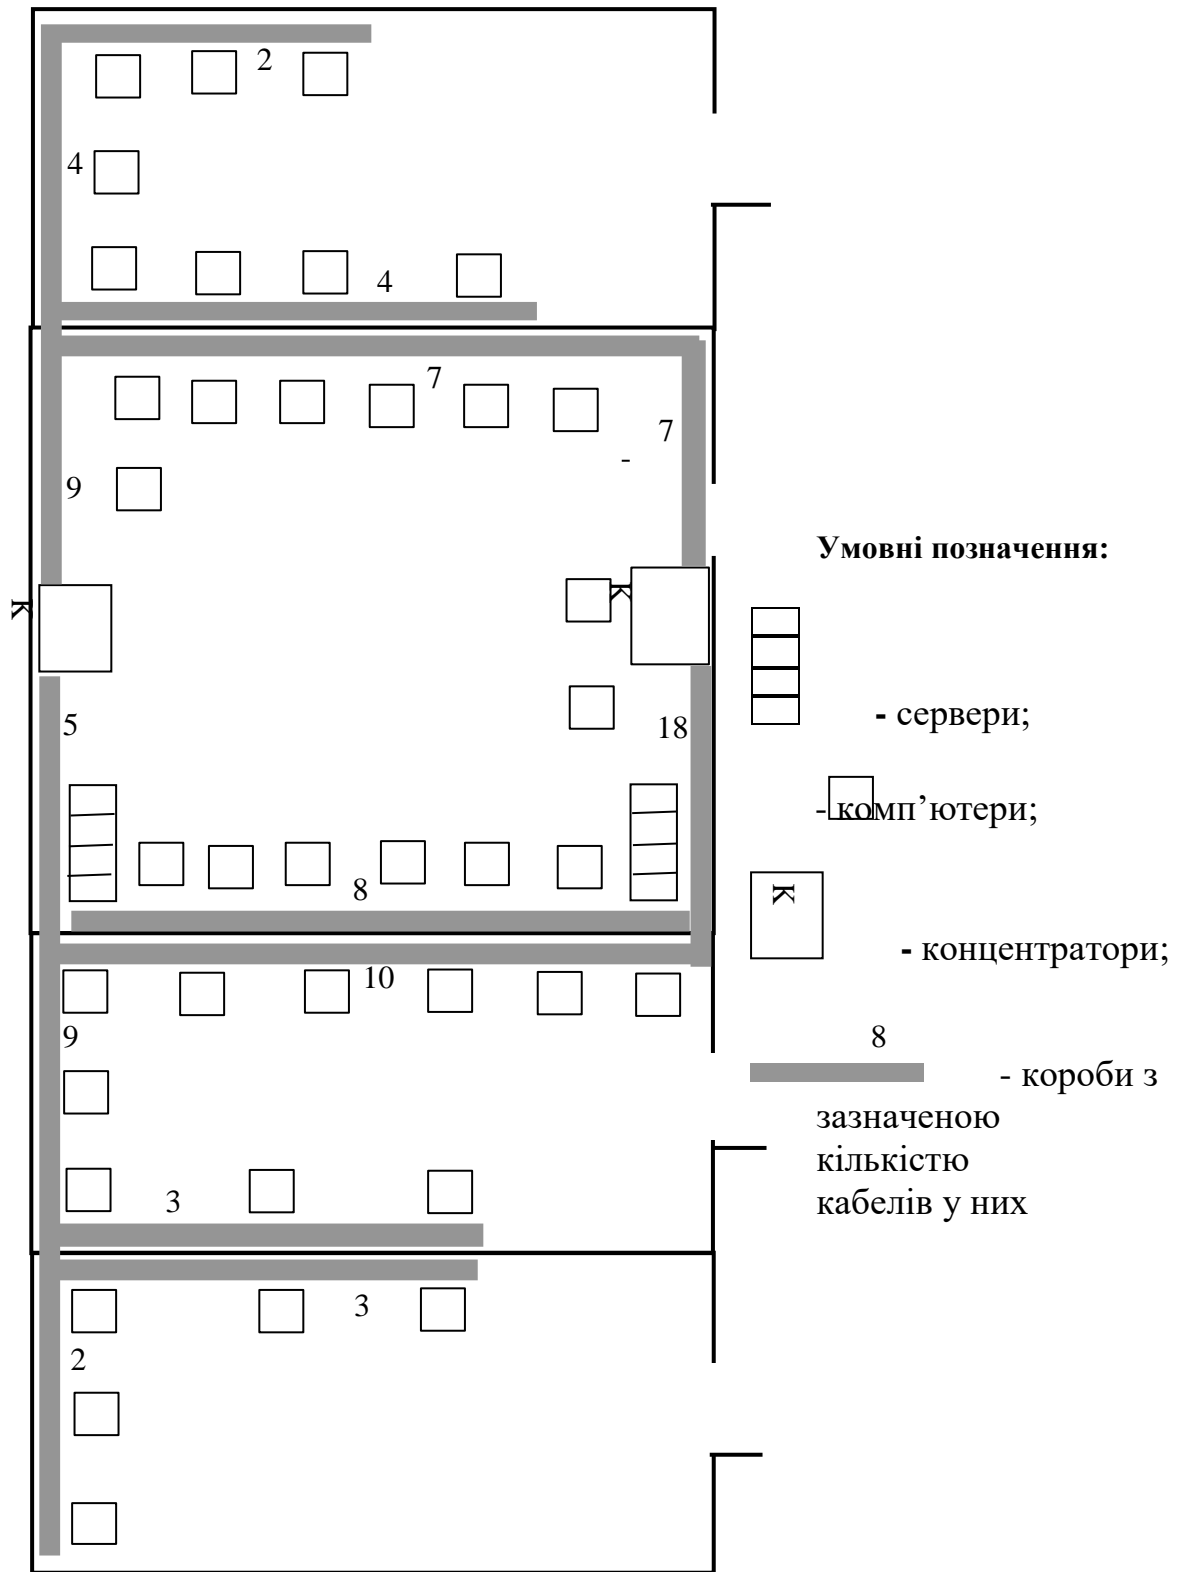 2
4
4
7
7
-
9
К
К
5
18
8
10
9
3
3
2
Умовні позначення:
- сервери;
- комп’ютери;
К
- концентратори;
8
- короби з
зазначеною
кількістю
кабелів у них